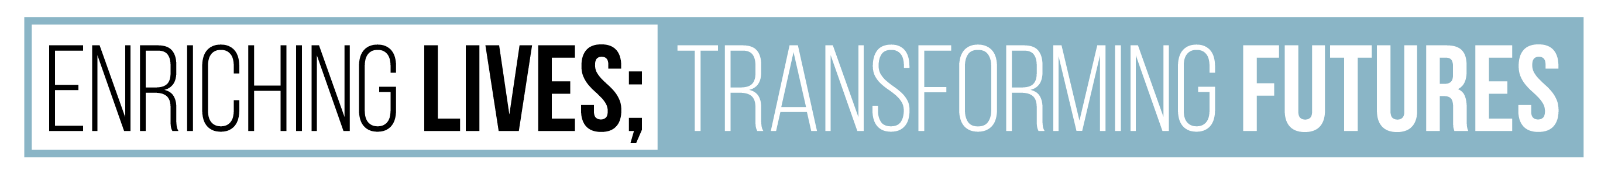 ENRICHING LIVES; TRANSFORMING FUTURES